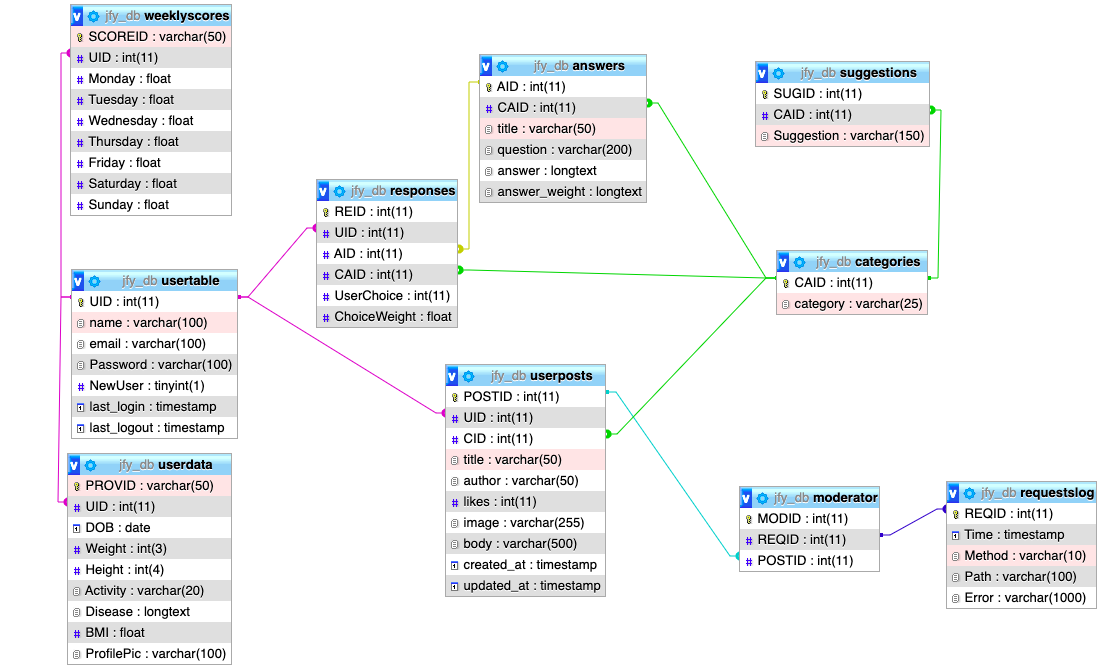 v jfy_db weeklyscores
SCOREID : varchar(50)
# UID : int(11)
# Monday : float
# Tuesday : float
# Wednesday : float
# Thursday : float
# Friday : float
# Saturday : float
# Sunday : float
v jfy_db answers
AID : int(11)
# CAID : int(11)
title : varchar(50)
question : varchar(200)
answer : longtext
answer_weight : longtext
v jfy_db suggestions
SUGID : int(11)
# CAID : int(11)
Suggestion : varchar(150)
v jfy_db responses
REID : int(11)
# UID : int(11)
# AID : int(11)
# CAID : int(11)
# UserChoice : int(11)
# ChoiceWeight : float
v jfy_db categories
CAID : int(11)
category : varchar(25)
v jfy_db usertable
UID : int(11)
name : varchar(100)
email : varchar(100)
Password : varchar(100)
# NewUser : tinyint(1)
last_login : timestamp
last_logout : timestamp
v jfy_db userposts
POSTID : int(11)
# UID : int(11)
# CID : int(11)
title : varchar(50)
author : varchar(50)
# likes : int(11)
image : varchar(255)
body : varchar(500)
created_at : timestamp
updated_at : timestamp
v jfy_db userdata
PROVID : varchar(50)
# UID : int(11)
DOB : date
# Weight : int(3)
# Height : int(4)
Activity : varchar(20)
Disease : longtext
# BMI : float
ProfilePic : varchar(100)
v jfy_db moderator
MODID : int(11)
# REQID : int(11)
# POSTID : int(11)
v jfy_db requestslog
REQID : int(11)
Time : timestamp
Method : varchar(10)
Path : varchar(100)
Error : varchar(1000)